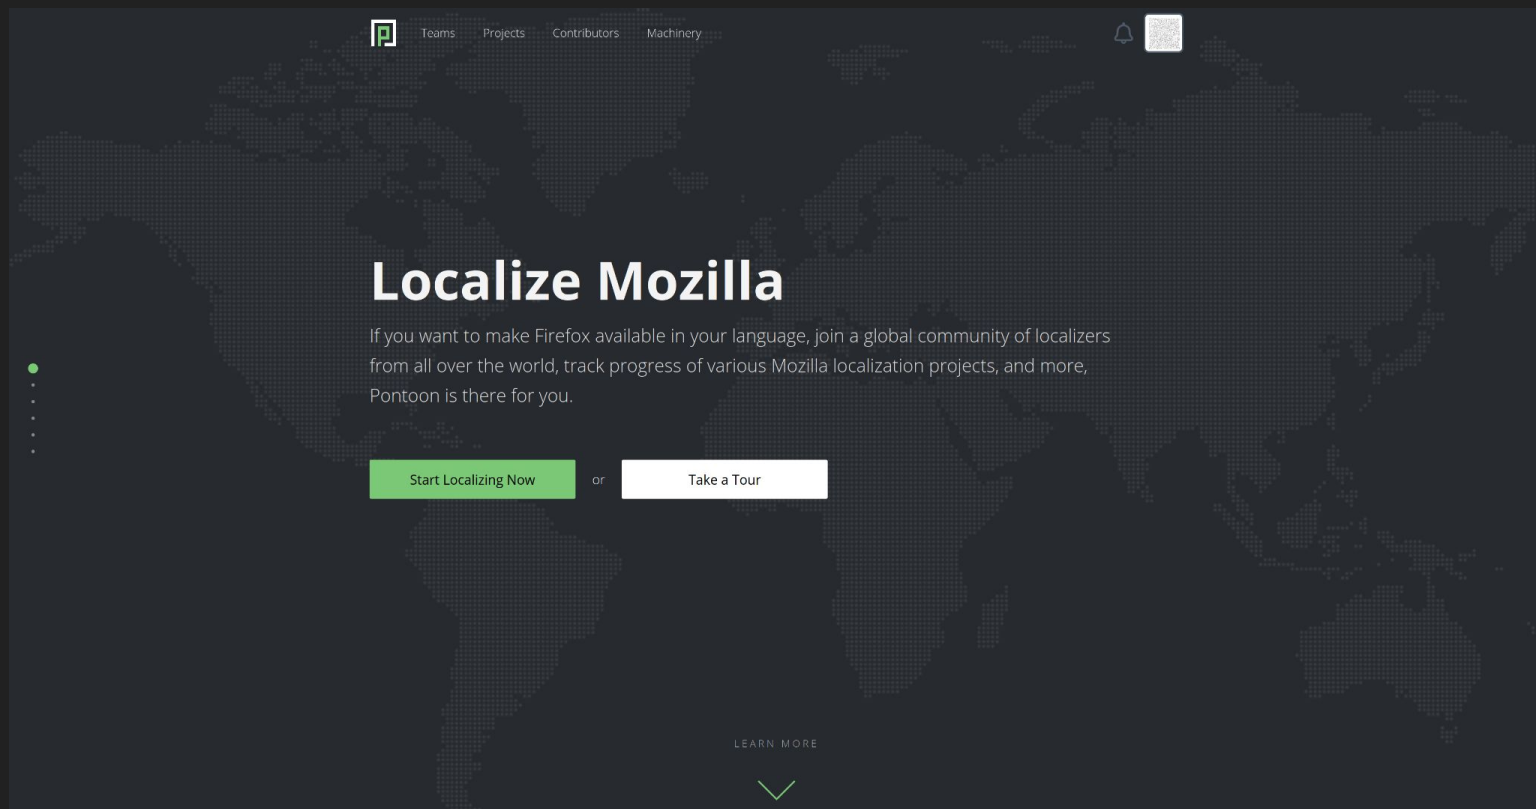 Teams Projects Contributors Machinery
Localize Mozilla
If you want to make Firefox available in your language, join a global community of localizers
from all over the world, track progress of various Mozilla localization projects, and more,
Pontoon is there for you.
Start Localizing Now or Take a Tour
LEARN MORE